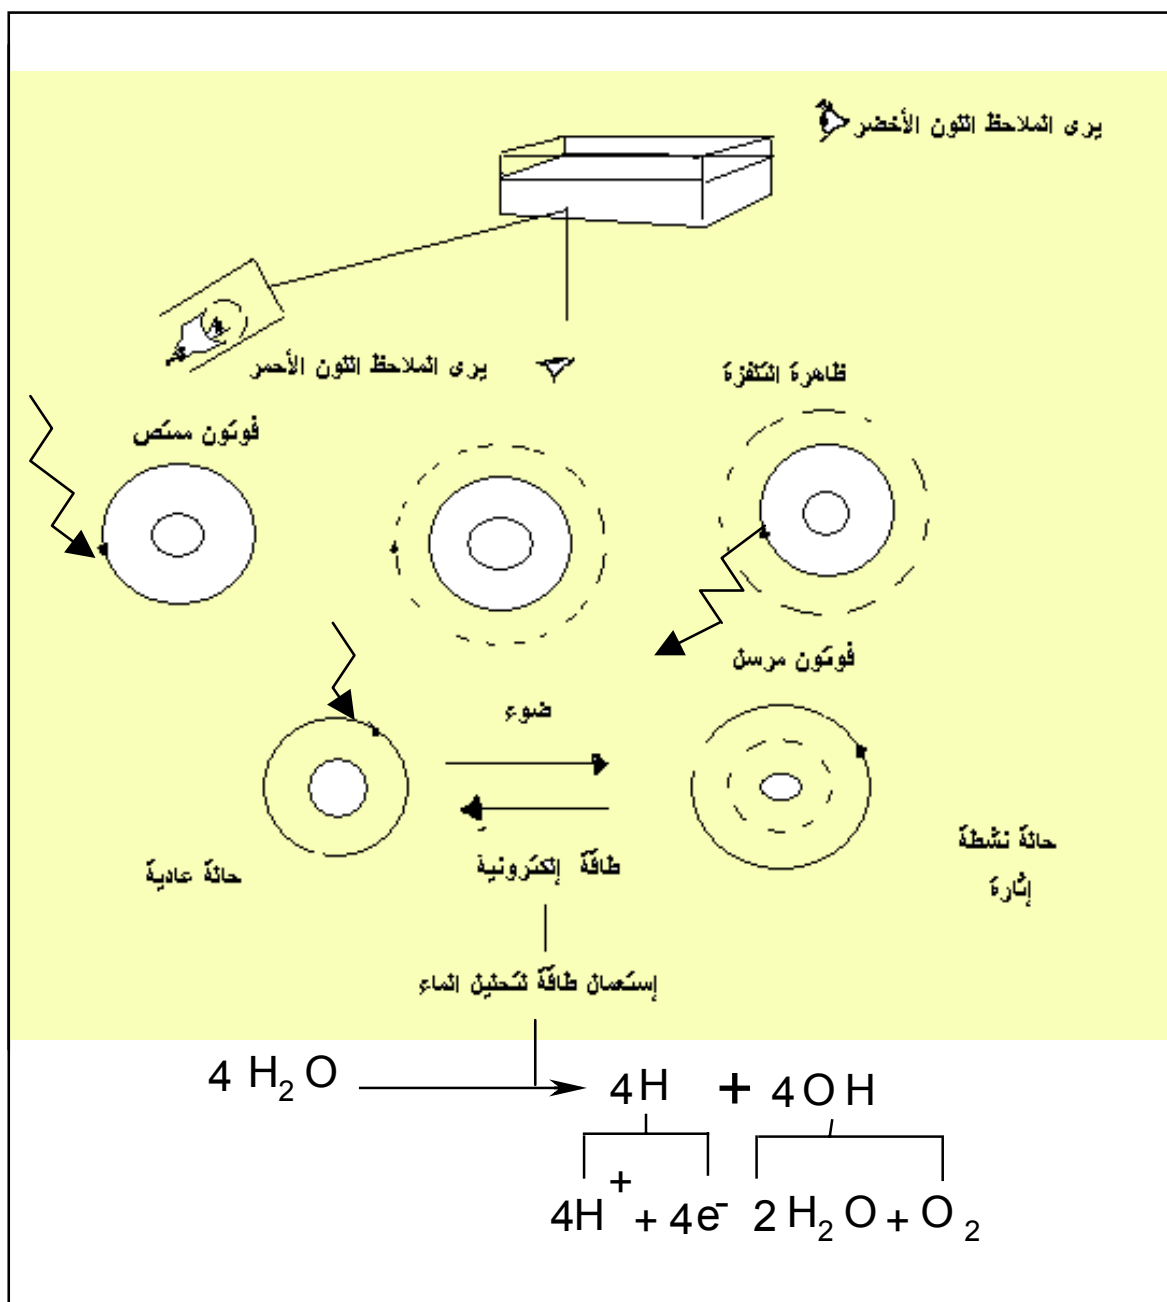 يرى الملاحظ اللون الأخضر
يرى الملاحظ اللون الأحمر
ظاهرة التفلزة
فوتون ممتص
فوتون مرسل
ضوء
حالة عادية
طاقة إلكترونية
حالة نشطة
إثارة
إستعمال طاقة لتحليل الماء
4 H₂O → 4H + 4OH
4H⁺ + 4e⁻ 2H₂O + O₂